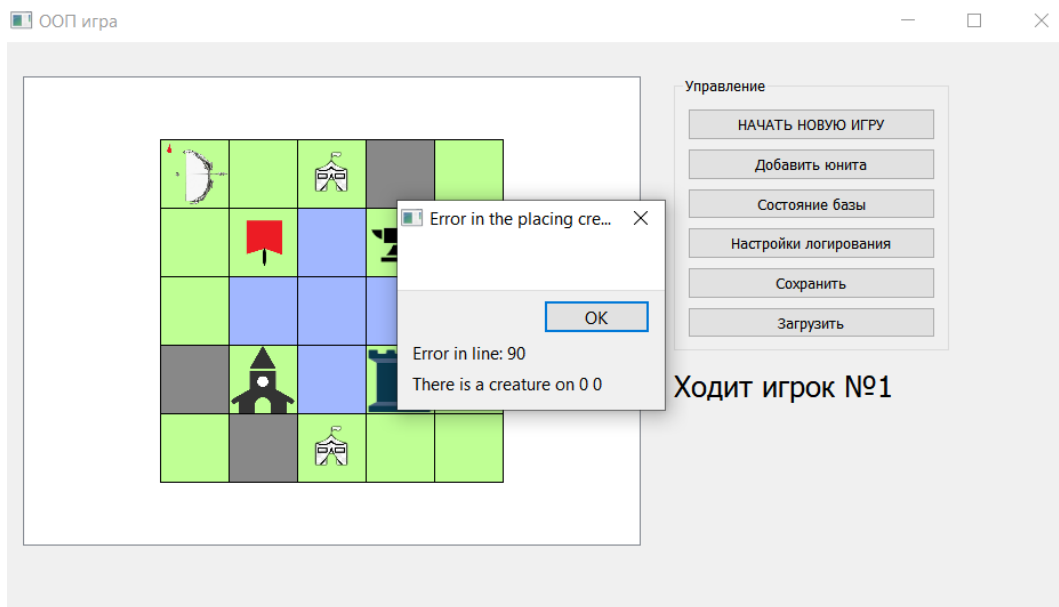 ООП игра
Управление
НАЧАТЬ НОВУЮ ИГРУ
Добавить юнита
Состояние базы
Настройки логирования
Сохранить
Загрузить
Error in the placing cre...
OK
Error in line: 90
There is a creature on 0 0
Ходит игрок №1